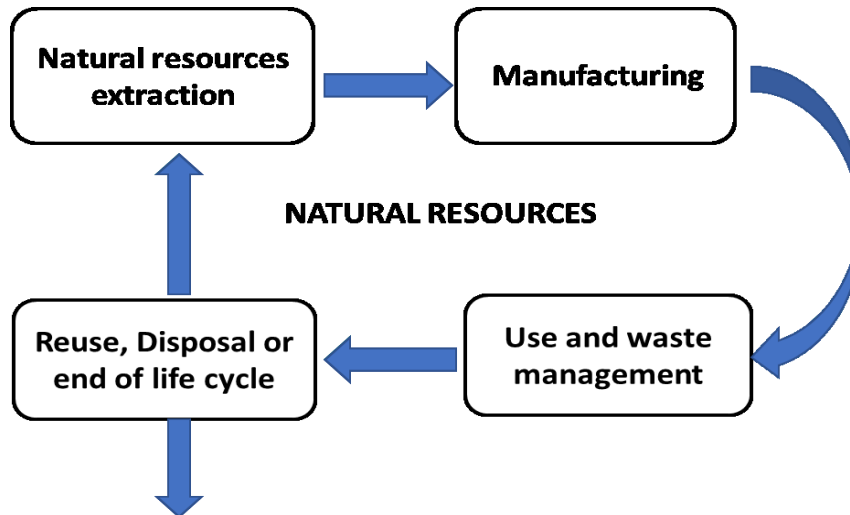 Natural resources
extraction
Manufacturing
NATURAL RESOURCES
Reuse, Disposal or
end of life cycle
Use and waste
management